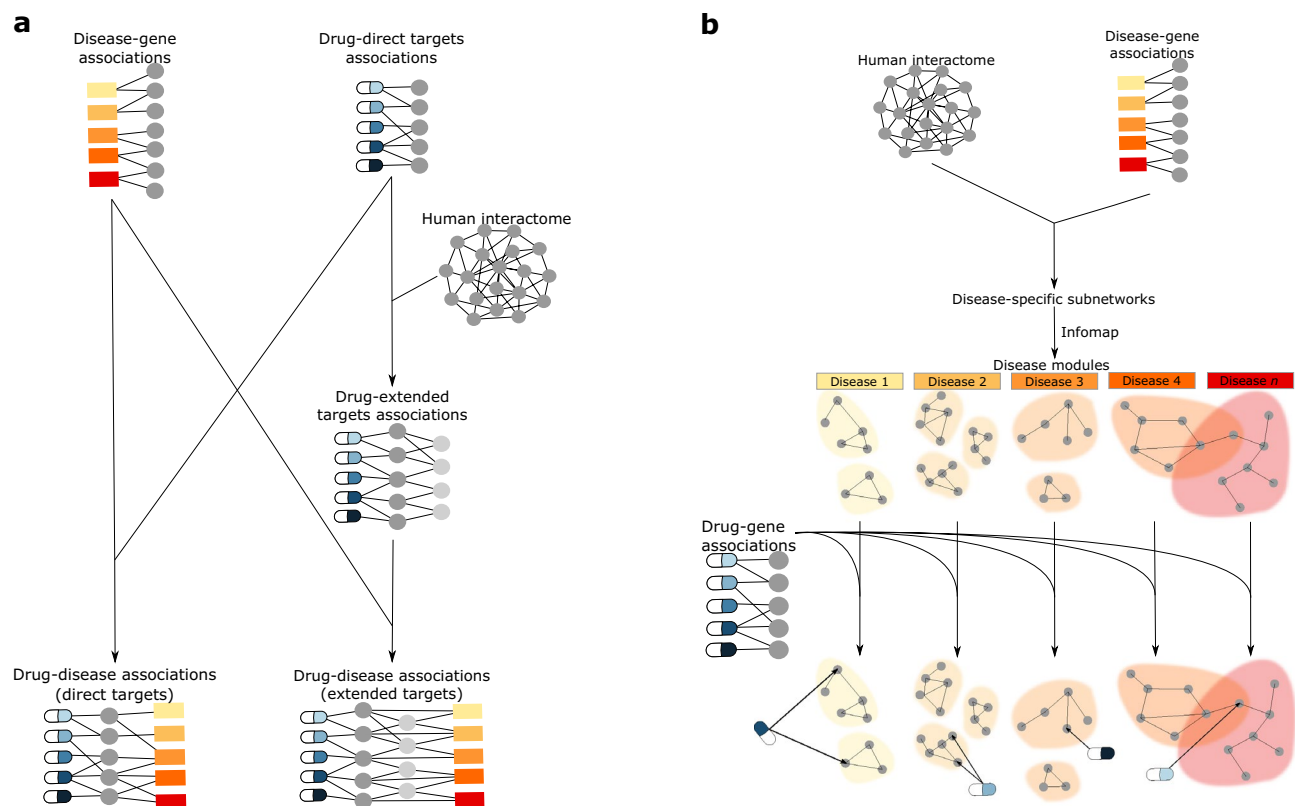 a
Disease-gene
associations
Drug-direct targets
associations
Human interactome
Drug-extended
targets associations
Drug-disease associations
(direct targets)
Drug-disease associations
(extended targets)
b
Human interactome
Disease-gene
associations
Disease-specific subnetworks
Infomap
Disease modules
Disease 1
Disease 2
Disease 3
Disease 4
Disease n
Drug-gene
associations